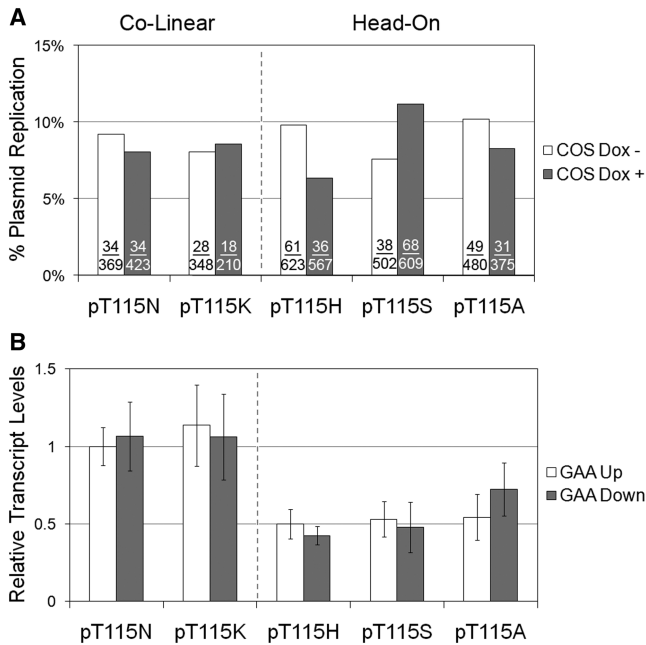 A
Co-Linear Head-On
15%
10%
5%
0%
% Plasmid Replication
34 34 28 18 61 36 38 68 49 31
369 423 348 210 623 567 502 609 480 375
pT115N pT115K pT115H pT115S pT115A
COS Dox -
COS Dox +
B
1.5
1
0.5
0
Relative Transcript Levels
pT115N pT115K pT115H pT115S pT115A
GAA Up
GAA Down